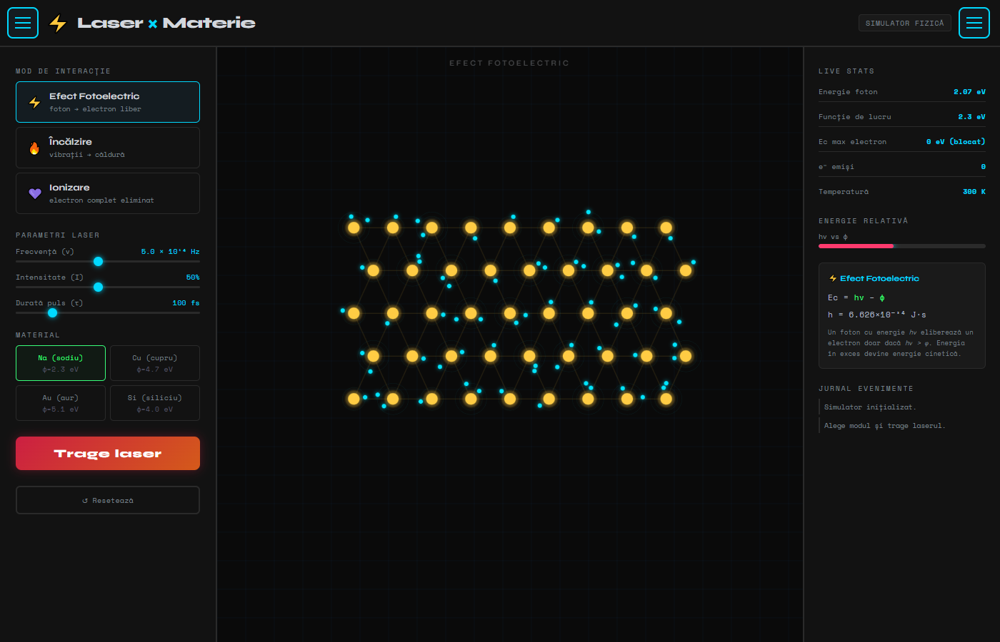 Laser × Materie
SIMULATOR FIZICĂ
MOD DE INTERACȚIE
Efect Fotoelectric
foton → electron liber
Încălzire
vibrații → căldură
Ionizare
electron complet eliminat
PARAMETRI LASER
Frecvență (ν) 5.0 × 10¹⁴ Hz
Intensitate (I) 50%
Durată puls (τ) 100 fs
MATERIAL
Na (sodiu)
ϕ=2.3 eV
Cu (cupru)
ϕ=4.7 eV
Au (aur)
ϕ=5.1 eV
Si (siliciu)
ϕ=4.0 eV
Trage laser
↺ Resetează
EFECT FOTOELECTRIC
LIVE STATS
Energie foton 2.07 eV
Funcție de lucru 2.3 eV
Ec max electron 0 eV (blocat)
e⁻ emiși 0
Temperatură 300 K
ENERGIE RELATIVĂ
hν vs ϕ
⚡ Efect Fotoelectric
Ec = hν − ϕ
h = 6.626×10⁻³⁴ J·s
Un foton cu energie hν eliberează un
electron doar dacă hν > φ. Energia
în exces devine energie cinetică.
JURNAL EVENIMENTE
Simulator inițializat.
Alege modul și trage laserul.